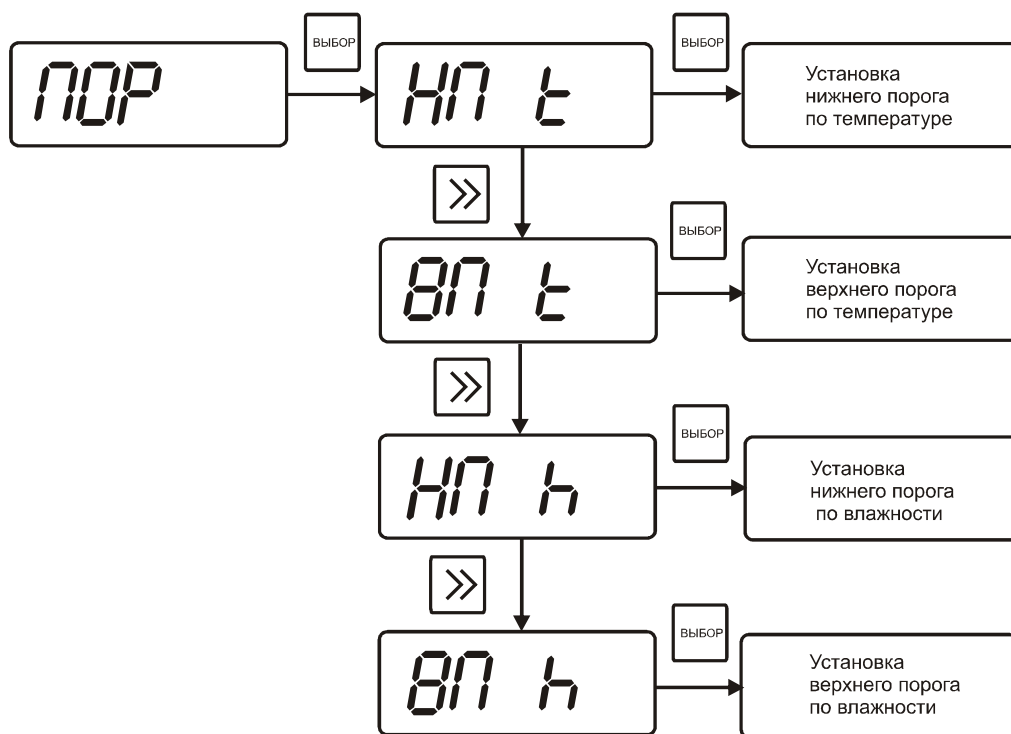 ВЫБОР
ВЫБОР
ПОР
НП t
Установка
нижнего порога
по температуре
ВЫБОР
ВП t
Установка
верхнего порога
по температуре
ВЫБОР
НП h
Установка
нижнего порога
по влажности
ВЫБОР
ВП h
Установка
верхнего порога
по влажности